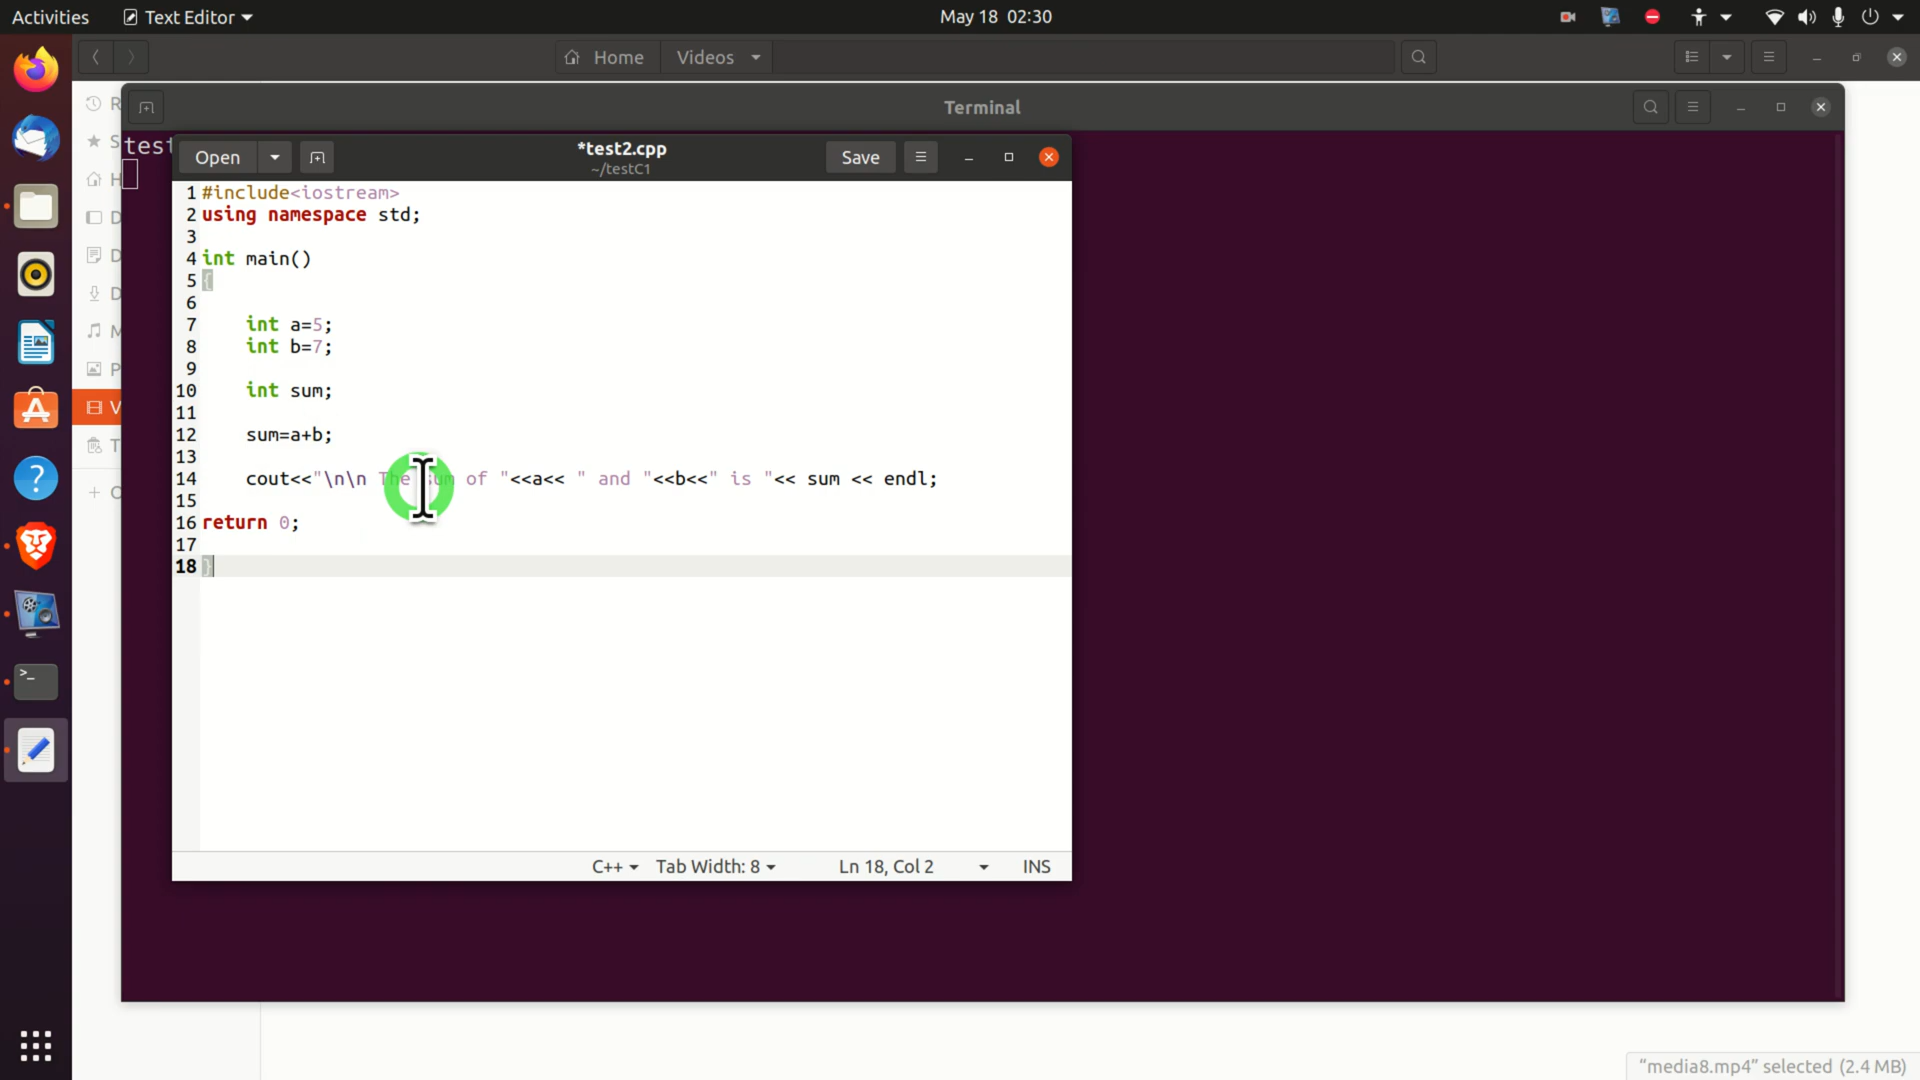 Activities
Text Editor
May 18 02:30
Home
Videos
Terminal
test
Open
*test2.cpp
~/testC1
Save
1 #include<iostream>
2 using namespace std;
3
4 int main()
5 {
6
7 int a=5;
8 int b=7;
9
10 int sum;
11
12 sum=a+b;
13
14 cout<<"\n\n The sum of "<<a<< " and "<<b<<" is "<< sum << endl;
15
16 return 0;
17
18 }
R
S
H
D
D
D
M
P
V
T
O
C++
Tab Width: 8
Ln 18, Col 2
INS
"media8.mp4" selected (2.4 MB)